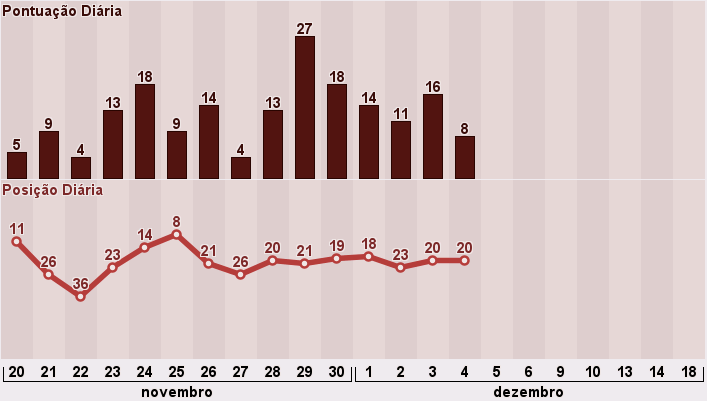 Pontuação Diária
5 9 4 13 18 9 14 4 13 27 18 14 11 16 8
Posição Diária
11 26 36 23 14 8 21 26 20 21 19 18 23 20 20
20 21 22 23 24 25 26 27 28 29 30 1 2 3 4 5 6 9 10 13 14 18
novembro dezembro